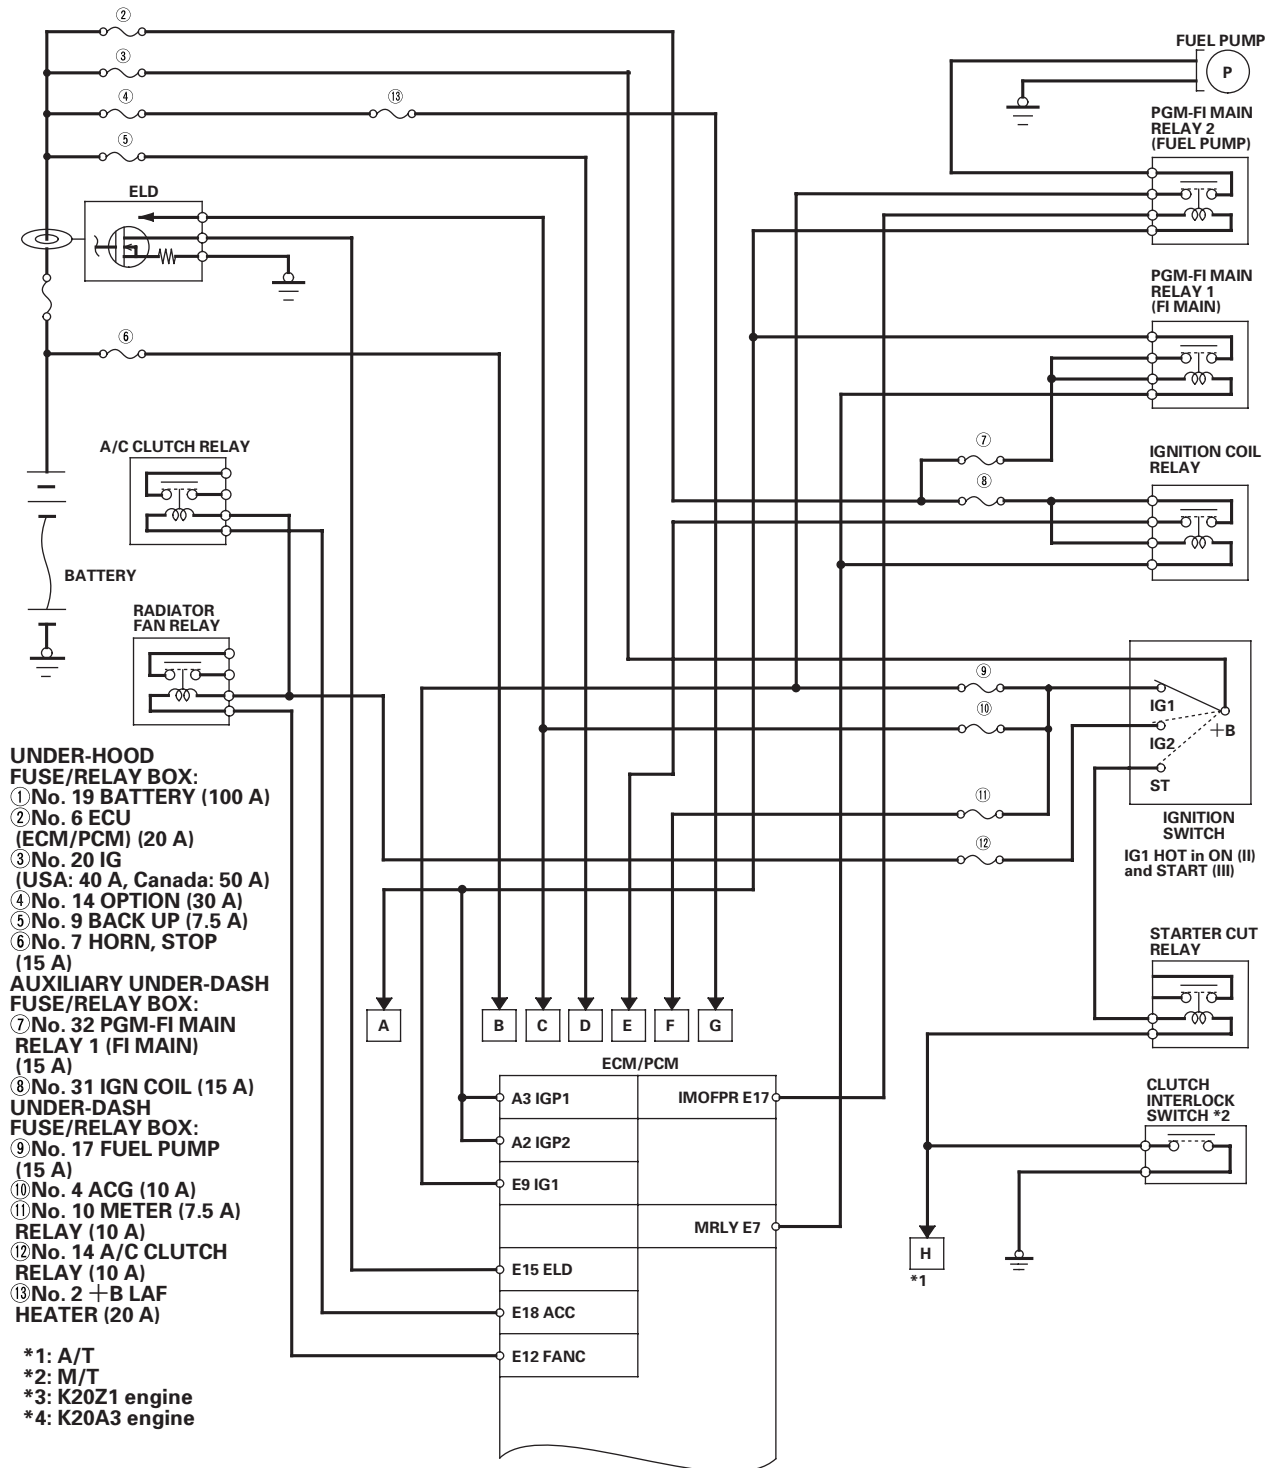 ②
③
④
⑬
⑤
ELD
⑥
FUEL PUMP
P
PGM-FI MAIN
RELAY 2
(FUEL PUMP)
PGM-FI MAIN
RELAY 1
(FI MAIN)
A/C CLUTCH RELAY
⑦
⑧
IGNITION COIL
RELAY
BATTERY
RADIATOR
FAN RELAY
⑨
⑩
⑪
⑫
IG1
IG2
+B
ST
IGNITION
SWITCH
IG1 HOT in ON (II)
and START (III)
UNDER-HOOD
FUSE/RELAY BOX:
①No. 19 BATTERY (100 A)
②No. 6 ECU
(ECM/PCM) (20 A)
③No. 20 IG
(USA: 40 A, Canada: 50 A)
④No. 14 OPTION (30 A)
⑤No. 9 BACK UP (7.5 A)
⑥No. 7 HORN, STOP
(15 A)
AUXILIARY UNDER-DASH
FUSE/RELAY BOX:
⑦No. 32 PGM-FI MAIN
RELAY 1 (FI MAIN)
(15 A)
⑧No. 31 IGN COIL (15 A)
UNDER-DASH
FUSE/RELAY BOX:
⑨No. 17 FUEL PUMP
(15 A)
⑩No. 4 ACG (10 A)
⑪No. 10 METER (7.5 A)
RELAY (10 A)
⑫No. 14 A/C CLUTCH
RELAY (10 A)
⑬No. 2 +B LAF
HEATER (20 A)
*1: A/T
*2: M/T
*3: K20Z1 engine
*4: K20A3 engine
A B C D E F G
ECM/PCM
A3 IGP1
IMOFPR E17
A2 IGP2
E9 IG1
MRLY E7
E15 ELD
E18 ACC
E12 FANC
STARTER CUT
RELAY
CLUTCH
INTERLOCK
SWITCH *2
H
*1